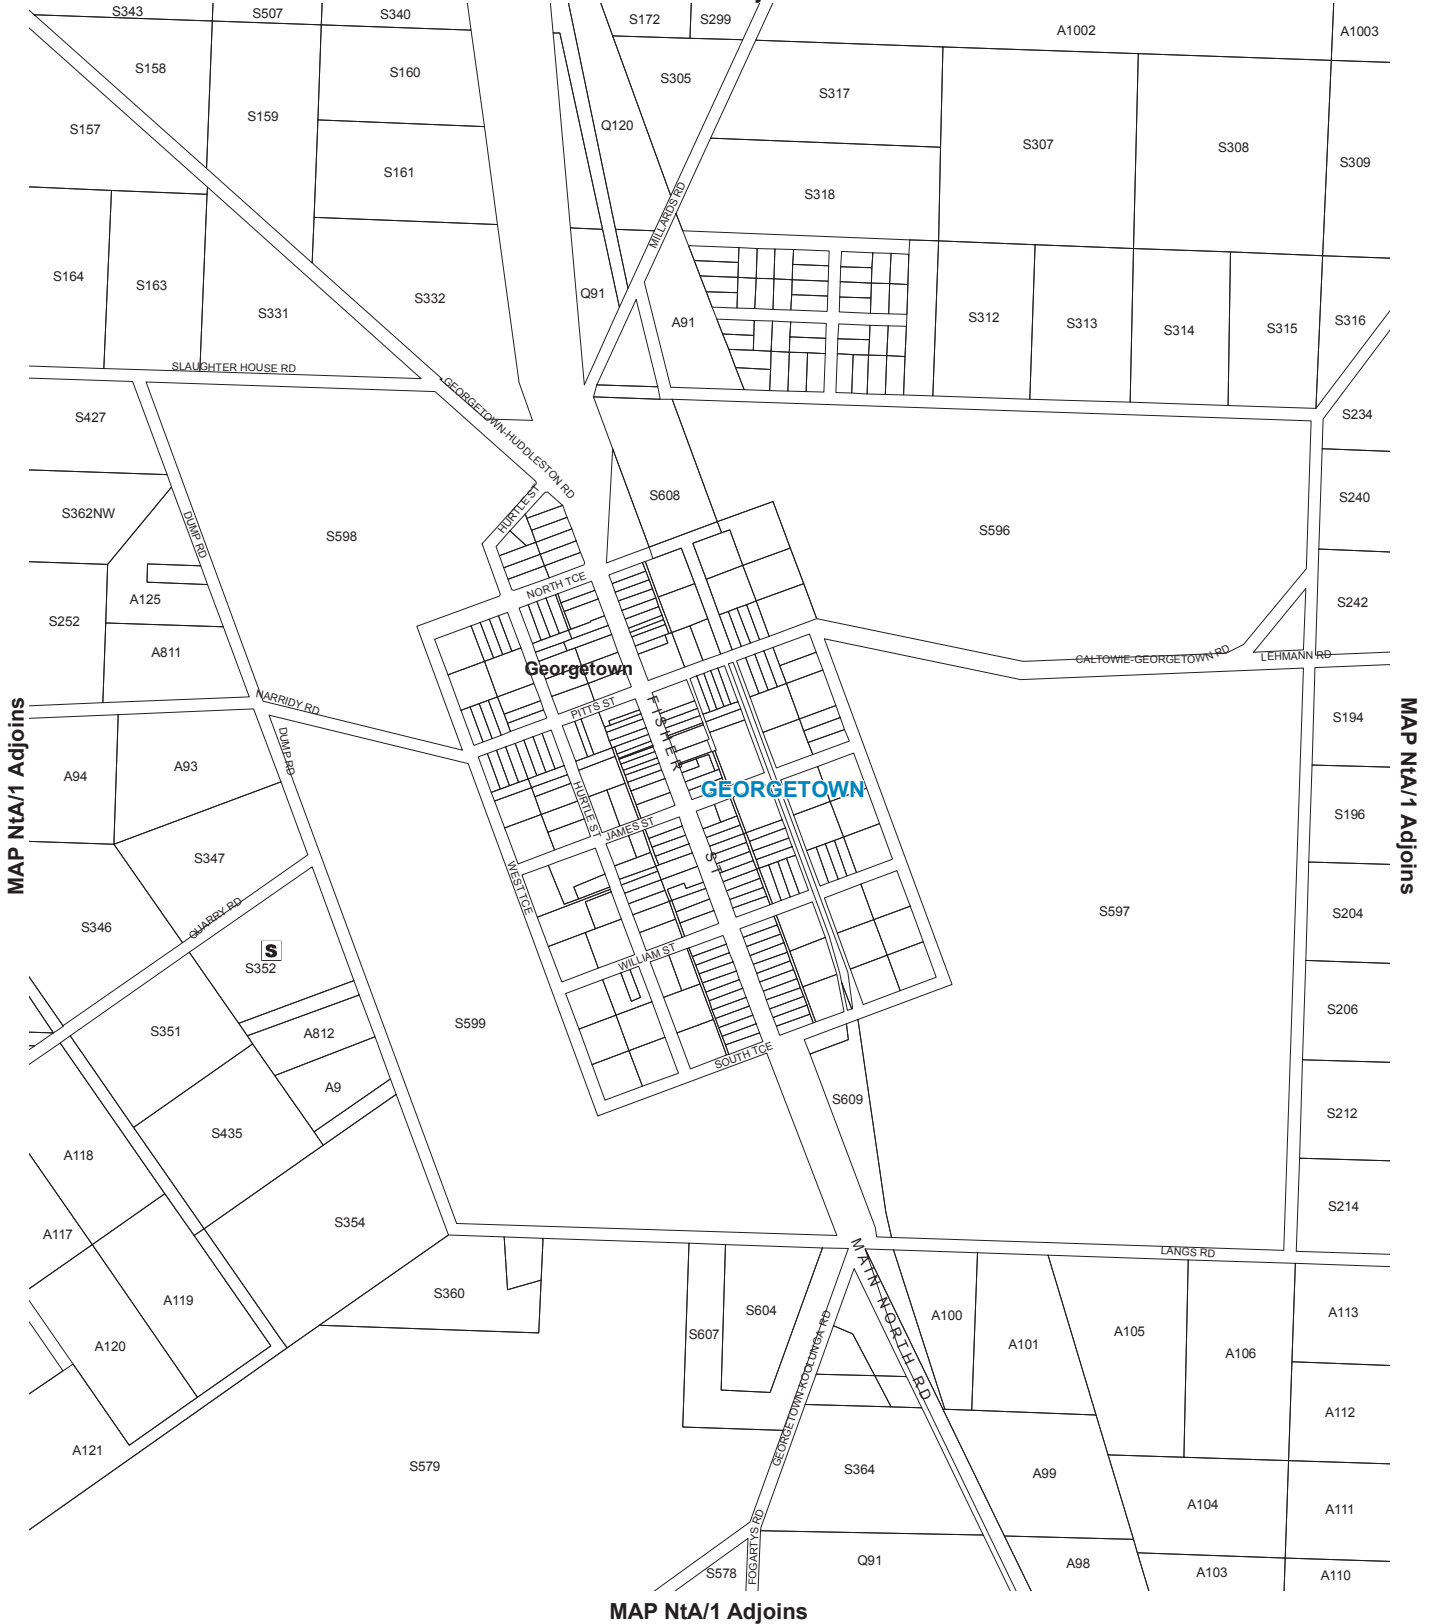 S343
S507
S340
S172
S299
A1002
A1003
S158
S160
S305
S317
S157
S159
Q120
S307
S308
S309
S161
S318
MILLARDS RD
S164
S163
S331
S332
Q91
A91
S312
S313
S314
S315
S316
SLAUGHTER HOUSE RD
GEORGETOWN-HUDDLESTON RD
S427
S234
S362NW
DUMP RD
S598
HURTLE ST
S608
S596
S240
NORTH TCE
A125
S252
S242
A811
Georgetown
CALTOWIE-GEORGETOWN RD
LEHMANN RD
NARRIDY RD
PITTS ST
FISHER ST
S194
MAP NtA/1 Adjoins
MAP NtA/1 Adjoins
DUMP RD
A94
A93
GEORGETOWN
HURTLE ST
JAMES ST
S196
S347
WEST TCE
QUARRY RD
S346
S597
S204
S
S352
WILLIAM ST
S351
A812
S599
S206
SOUTH TCE
A9
S609
S435
S212
A118
S354
A117
S214
MAIN NORTH RD
LANGS RD
A119
S360
S604
S607
GEORGETOWN-KOOLUNGA RD
A100
A101
A105
A106
A113
A120
A112
A121
S579
S364
A99
A104
A111
FOGARTYS RD
S578
Q91
A98
A103
A110
MAP NtA/1 Adjoins